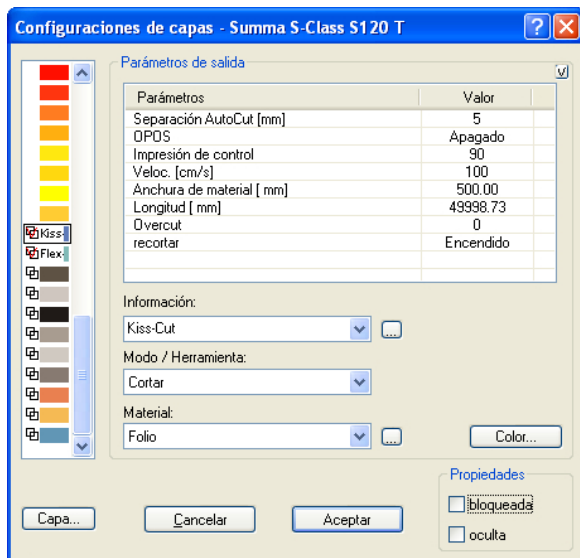 Configuraciones de capas - Summa S-Class S120 T
Parámetros de salida
Parámetros Valor
Separación AutoCut [mm] 5
OPOS Apagado
Impresión de control 90
Veloc. [cm/s] 100
Anchura de material [ mm] 500.00
Longitud [ mm] 49998.73
Overcut 0
recortar Encendido
Kiss-
Flex-
Información:
Kiss-Cut
...
Modo / Herramienta:
Cortar
Material:
Folio
...
Color...
Propiedades
bloqueada
oculta
Capa...
Cancelar
Aceptar